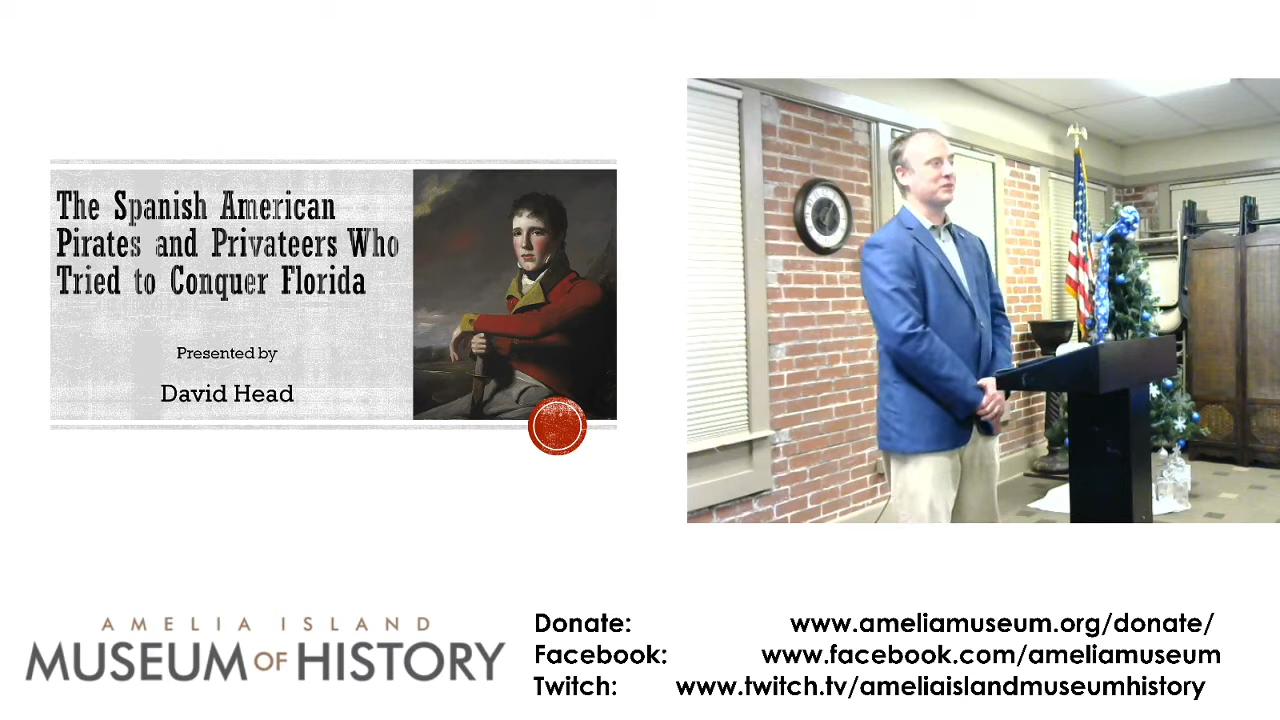 The Spanish American
Pirates and Privateers Who
Tried to Conquer Florida
Presented by
David Head
AMELIA ISLAND
MUSEUM OF HISTORY
Donate: www.ameliamuseum.org/donate/
Facebook: www.facebook.com/ameliamuseum
Twitch: www.twitch.tv/ameliaislandmuseumhistory